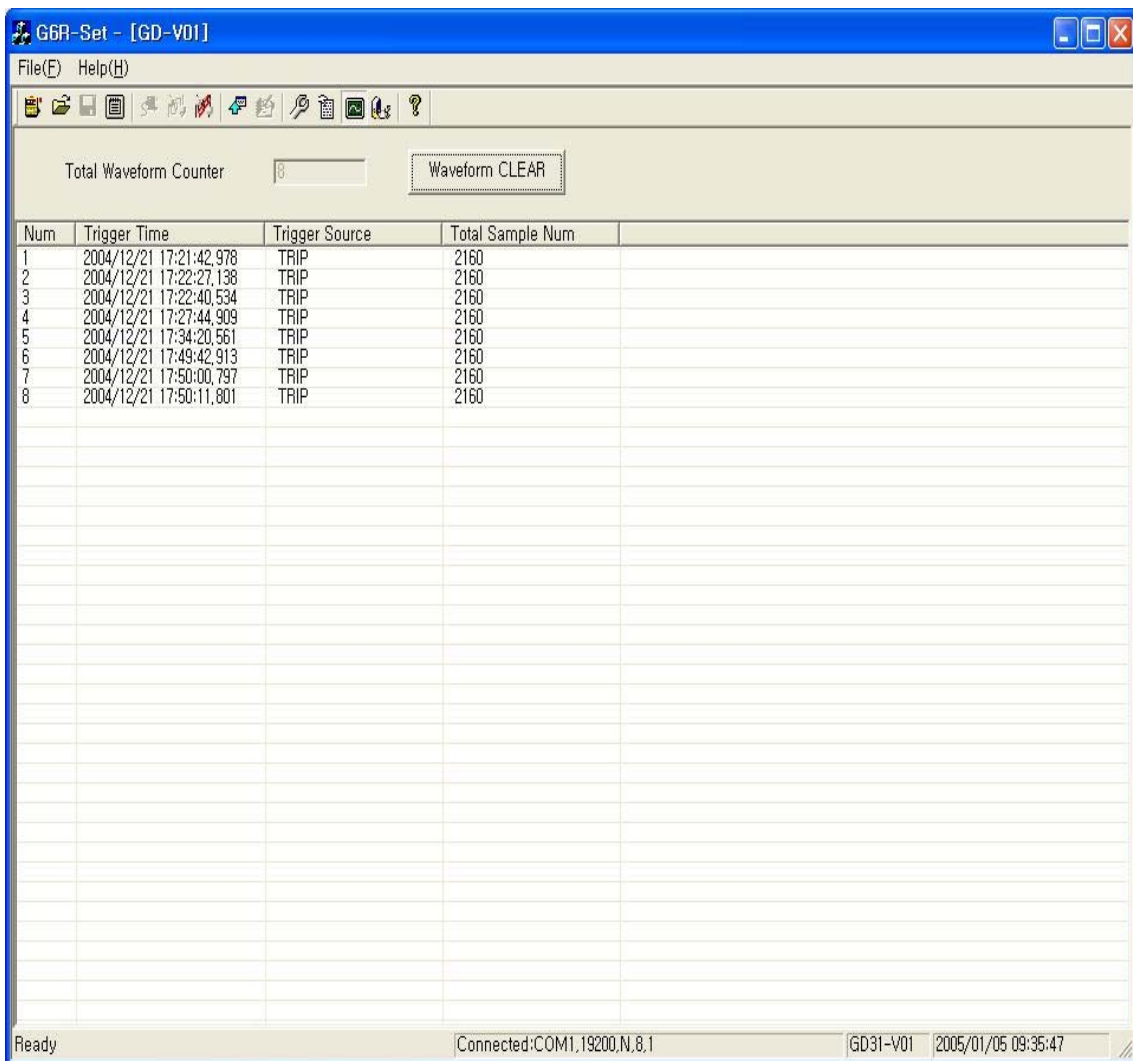 G6R-Set - [GD-V01]
File(F) Help(H)
Total Waveform Counter 8 Waveform CLEAR
Num Trigger Time Trigger Source Total Sample Num
1 2004/12/21 17:21:42,978 TRIP 2160
2 2004/12/21 17:22:27,138 TRIP 2160
3 2004/12/21 17:22:40,534 TRIP 2160
4 2004/12/21 17:27:44,909 TRIP 2160
5 2004/12/21 17:34:20,561 TRIP 2160
6 2004/12/21 17:49:42,913 TRIP 2160
7 2004/12/21 17:50:00,797 TRIP 2160
8 2004/12/21 17:50:11,801 TRIP 2160
Ready Connected:COM1,19200,N,8,1 GD31-V01 2005/01/05 09:35:47